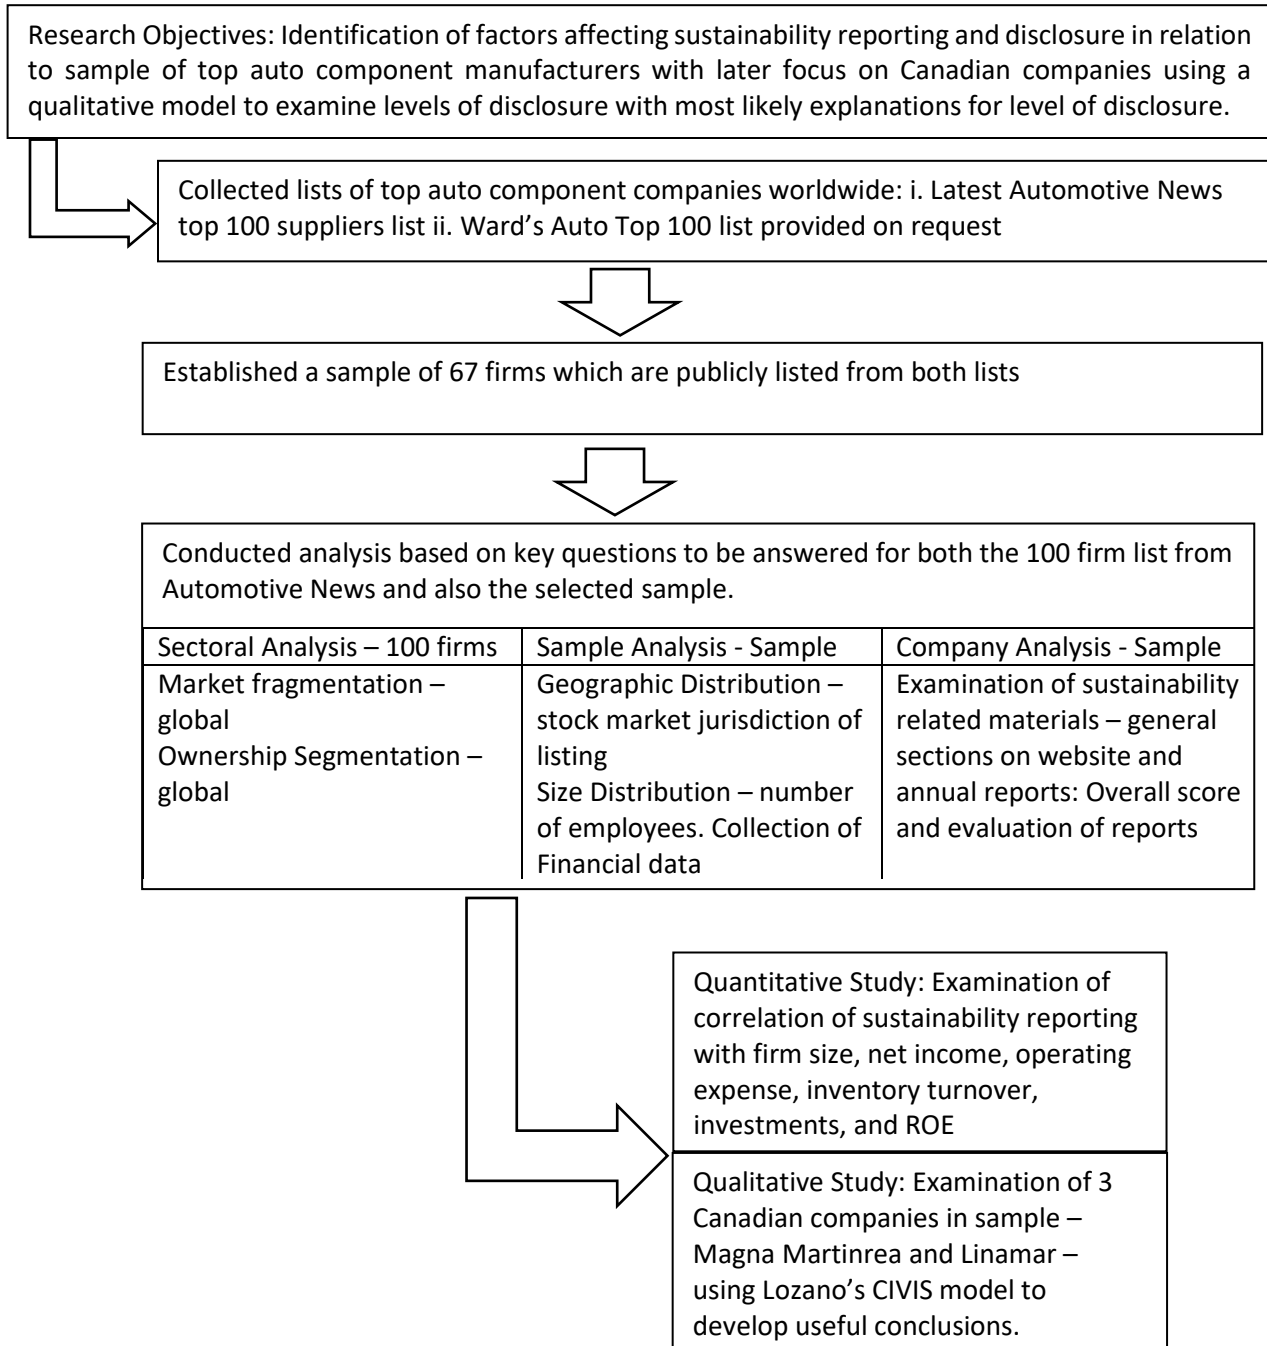 Research Objectives: Identification of factors affecting sustainability reporting and disclosure in relation
to sample of top auto component manufacturers with later focus on Canadian companies using a
qualitative model to examine levels of disclosure with most likely explanations for level of disclosure.
Collected lists of top auto component companies worldwide: i. Latest Automotive News
top 100 suppliers list ii. Ward’s Auto Top 100 list provided on request
Established a sample of 67 firms which are publicly listed from both lists
Conducted analysis based on key questions to be answered for both the 100 firm list from
Automotive News and also the selected sample.
Sectoral Analysis – 100 firms
Market fragmentation –
global
Ownership Segmentation –
global
Sample Analysis - Sample
Geographic Distribution –
stock market jurisdiction of
listing
Size Distribution – number
of employees. Collection of
Financial data
Company Analysis - Sample
Examination of sustainability
related materials – general
sections on website and
annual reports: Overall score
and evaluation of reports
Quantitative Study: Examination of
correlation of sustainability reporting
with firm size, net income, operating
expense, inventory turnover,
investments, and ROE
Qualitative Study: Examination of 3
Canadian companies in sample –
Magna Martinrea and Linamar –
using Lozano’s CIVIS model to
develop useful conclusions.